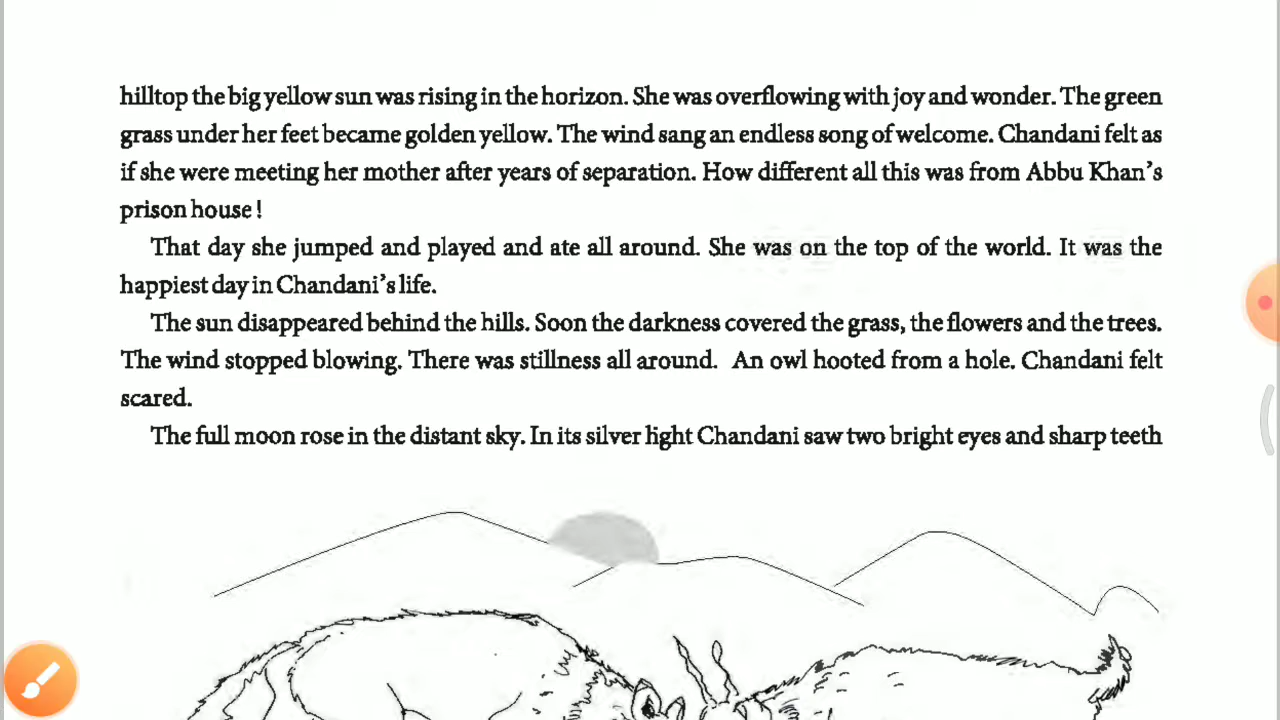 hilltop the big yellow sun was rising in the horizon. She was overflowing with joy and wonder. The green
grass under her feet became golden yellow. The wind sang an endless song of welcome. Chandani felt as
if she were meeting her mother after years of separation. How different all this was from Abbu Khan's
prison house !
That day she jumped and played and ate all around. She was on the top of the world. It was the
happiest day in Chandani's life.
The sun disappeared behind the hills. Soon the darkness covered the grass, the flowers and the trees.
The wind stopped blowing. There was stillness all around. An owl hooted from a hole. Chandani felt
scared.
The full moon rose in the distant sky. In its silver light Chandani saw two bright eyes and sharp teeth